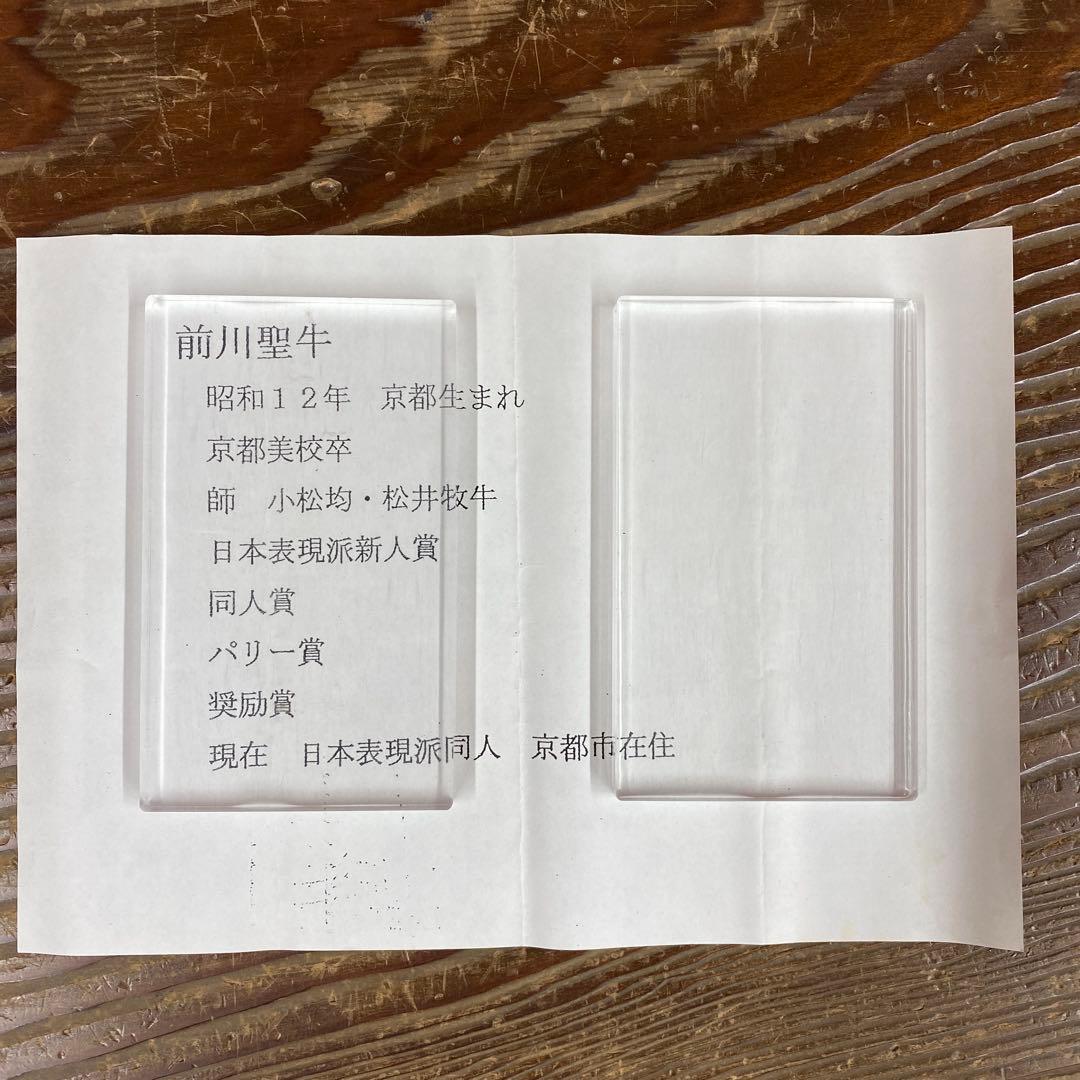 前川聖牛
昭和１２年　京都生まれ
京都美校卒
師　小松均・松井牧牛
日本表現派新人賞
同人賞
パリー賞
奨励賞
現在　日本表現派同人　京都市在住